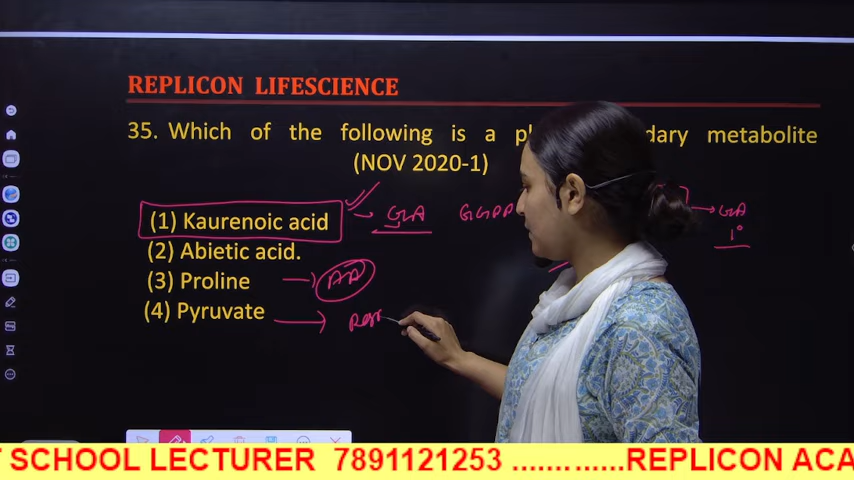 REPLICON LIFESCIENCE
35. Which of the following is a dary metabolite
(NOV 2020-1)
(1) Kaurenoic acid → GA GGPP → GA
1°
(2) Abietic acid.
(3) Proline → AA
(4) Pyruvate → Resp
SCHOOL LECTURER 7891121253 ....... ......REPLICON ACA